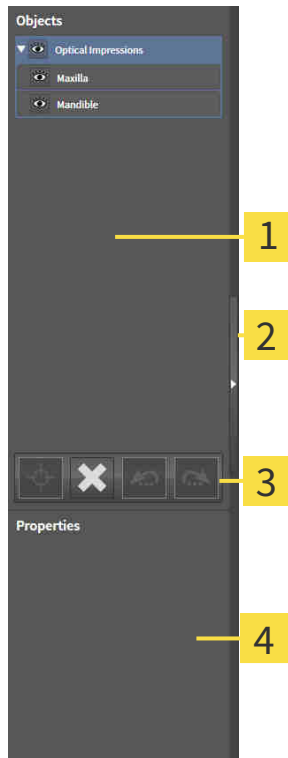 Objects
Optical Impressions
Maxilla
Mandible
1
2
3
Properties
4